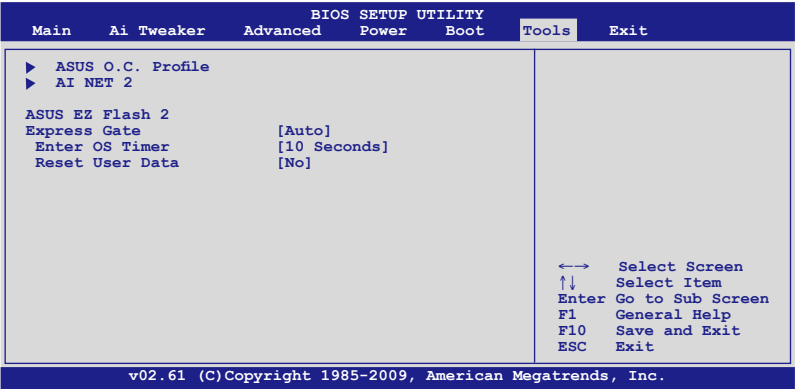 BIOS SETUP UTILITY
Main Ai Tweaker Advanced Power Boot Tools Exit
ASUS O.C. Profile
AI NET 2
ASUS EZ Flash 2
Express Gate [Auto]
Enter OS Timer [10 Seconds]
Reset User Data [No]
←→ Select Screen
↑↓ Select Item
Enter Go to Sub Screen
F1 General Help
F10 Save and Exit
ESC Exit
v02.61 (C)Copyright 1985-2009, American Megatrends, Inc.